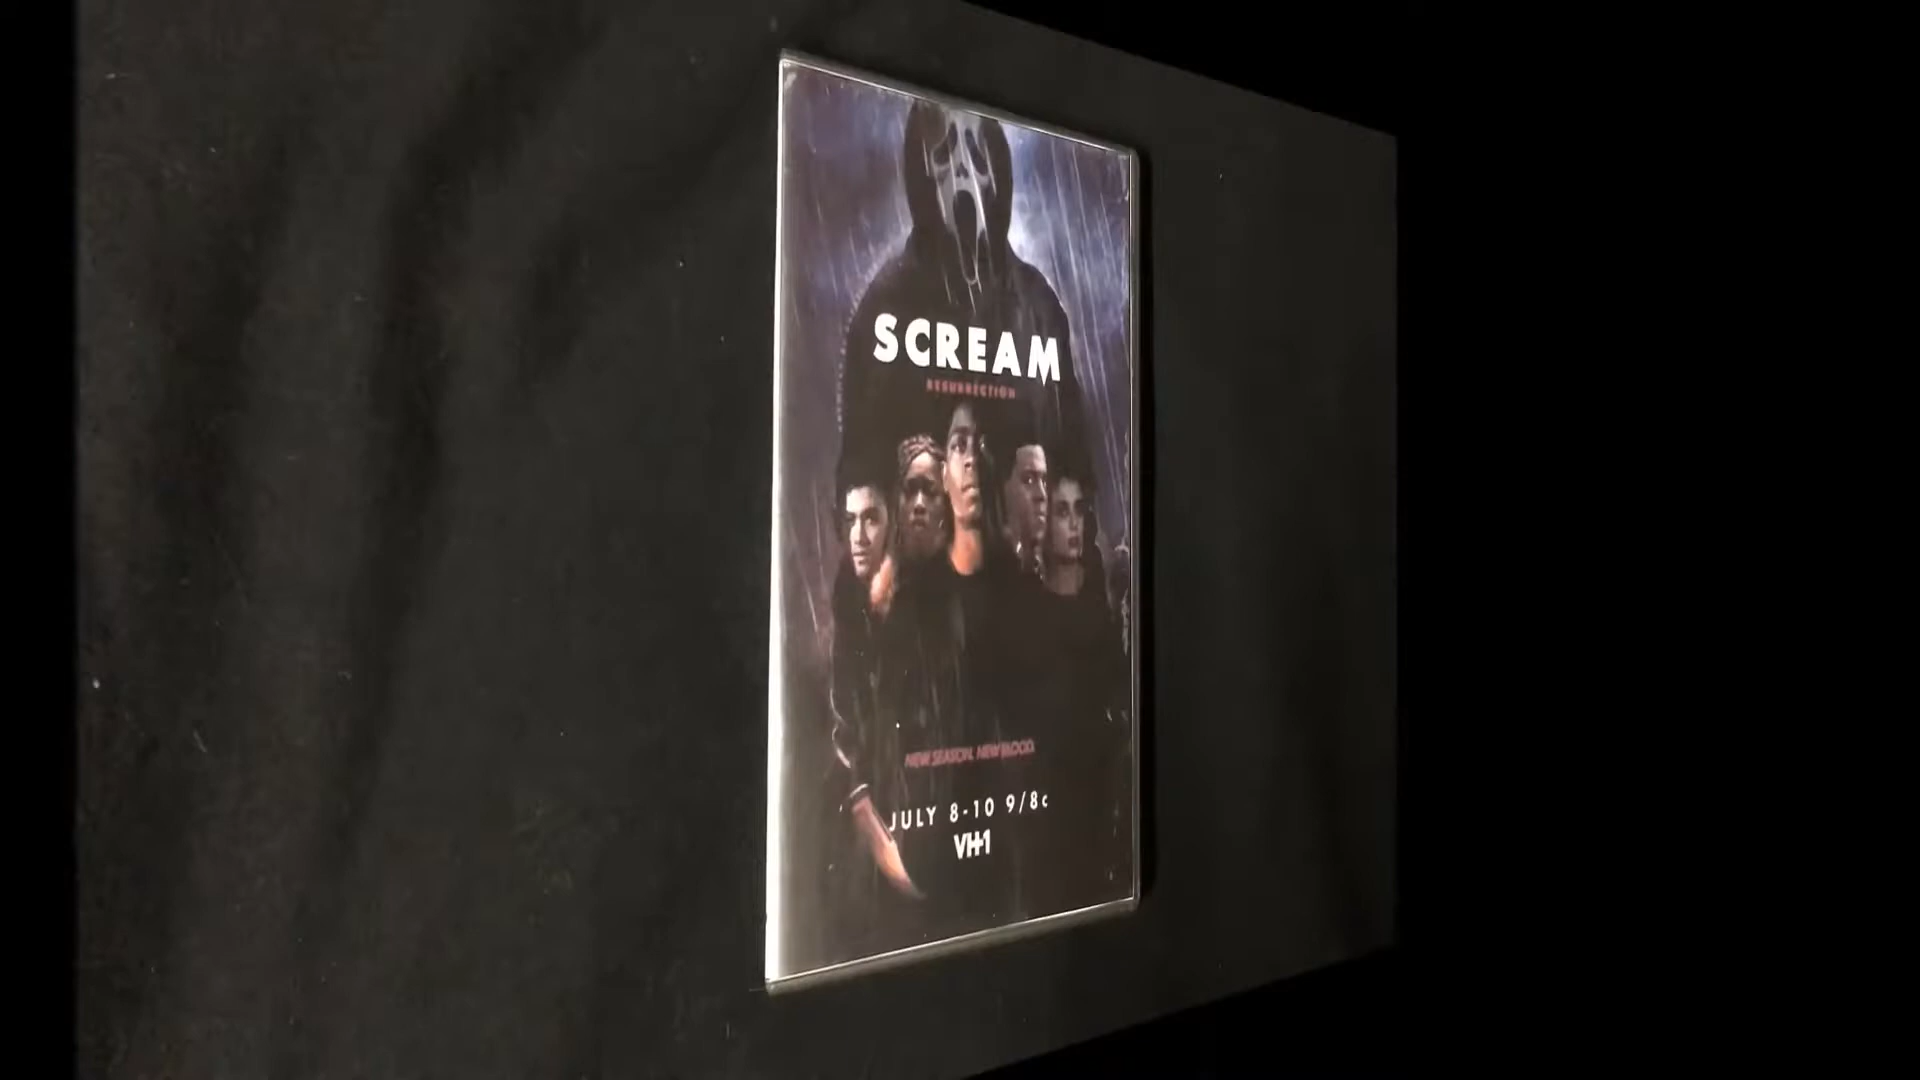 SCREAM
RESURRECTION
NEW SEASON. NEW BLOOD.
JULY 8-10 9/8c
VH1